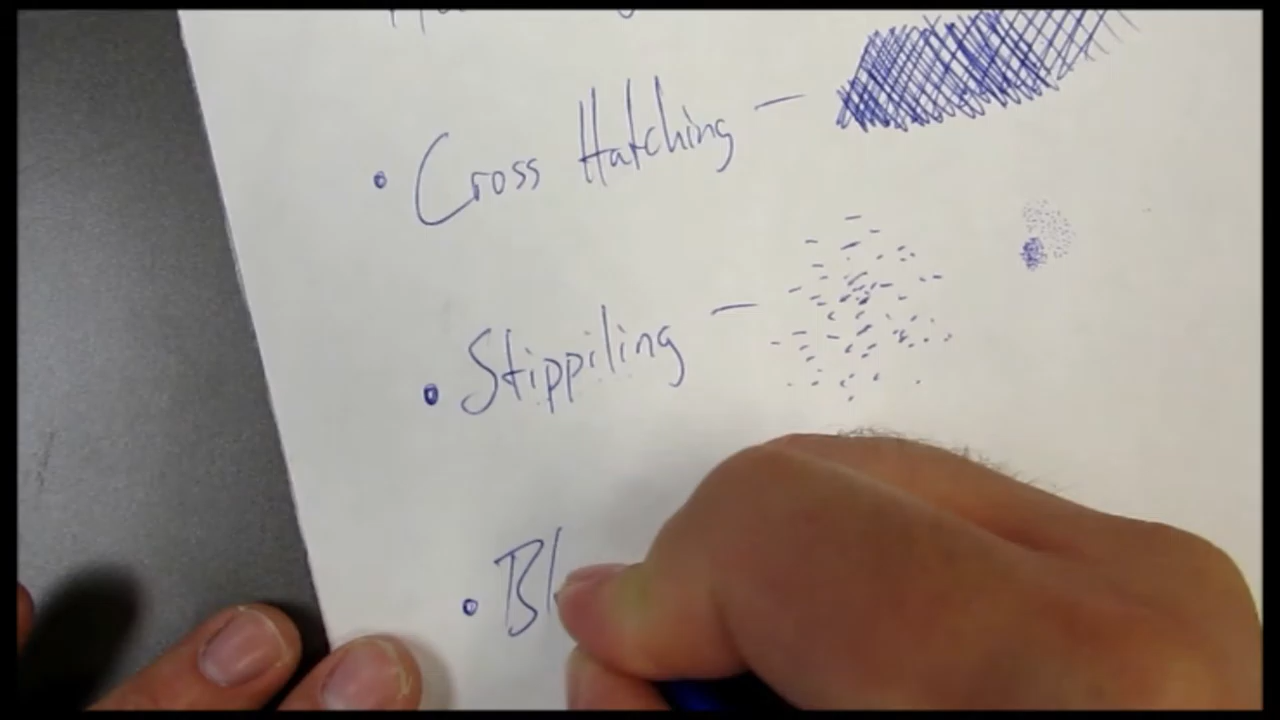 • Cross Hatching —
• Stippiling —
• Bl